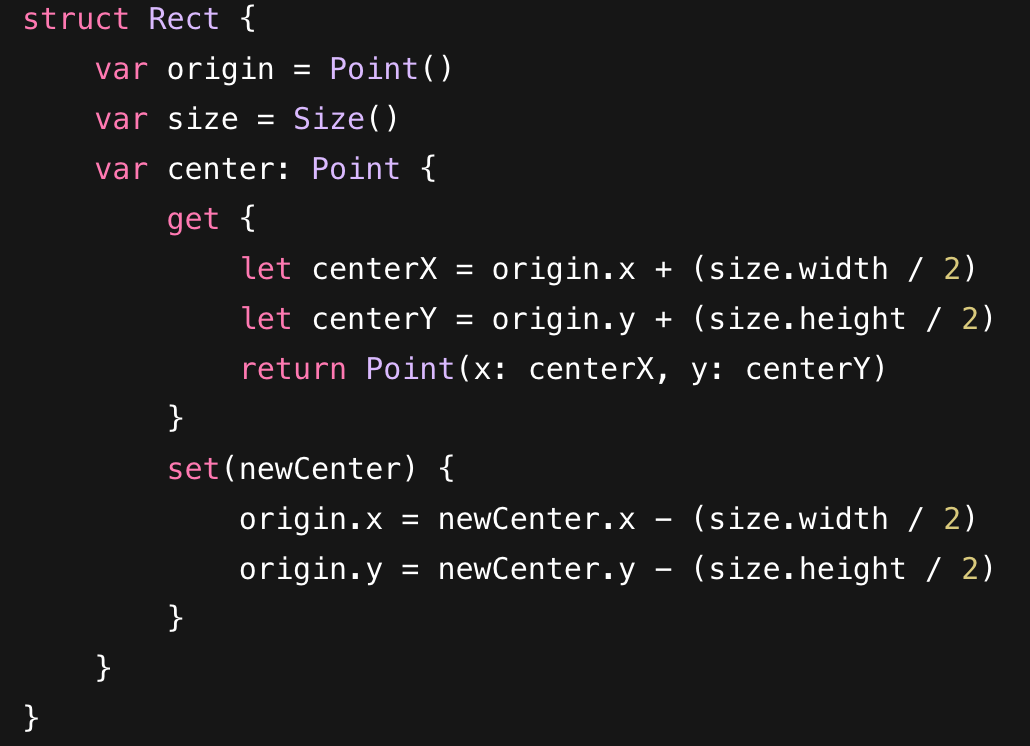 struct Rect {
    var origin = Point()
    var size = Size()
    var center: Point {
        get {
            let centerX = origin.x + (size.width / 2)
            let centerY = origin.y + (size.height / 2)
            return Point(x: centerX, y: centerY)
        }
        set(newCenter) {
            origin.x = newCenter.x - (size.width / 2)
            origin.y = newCenter.y - (size.height / 2)
        }
    }
}